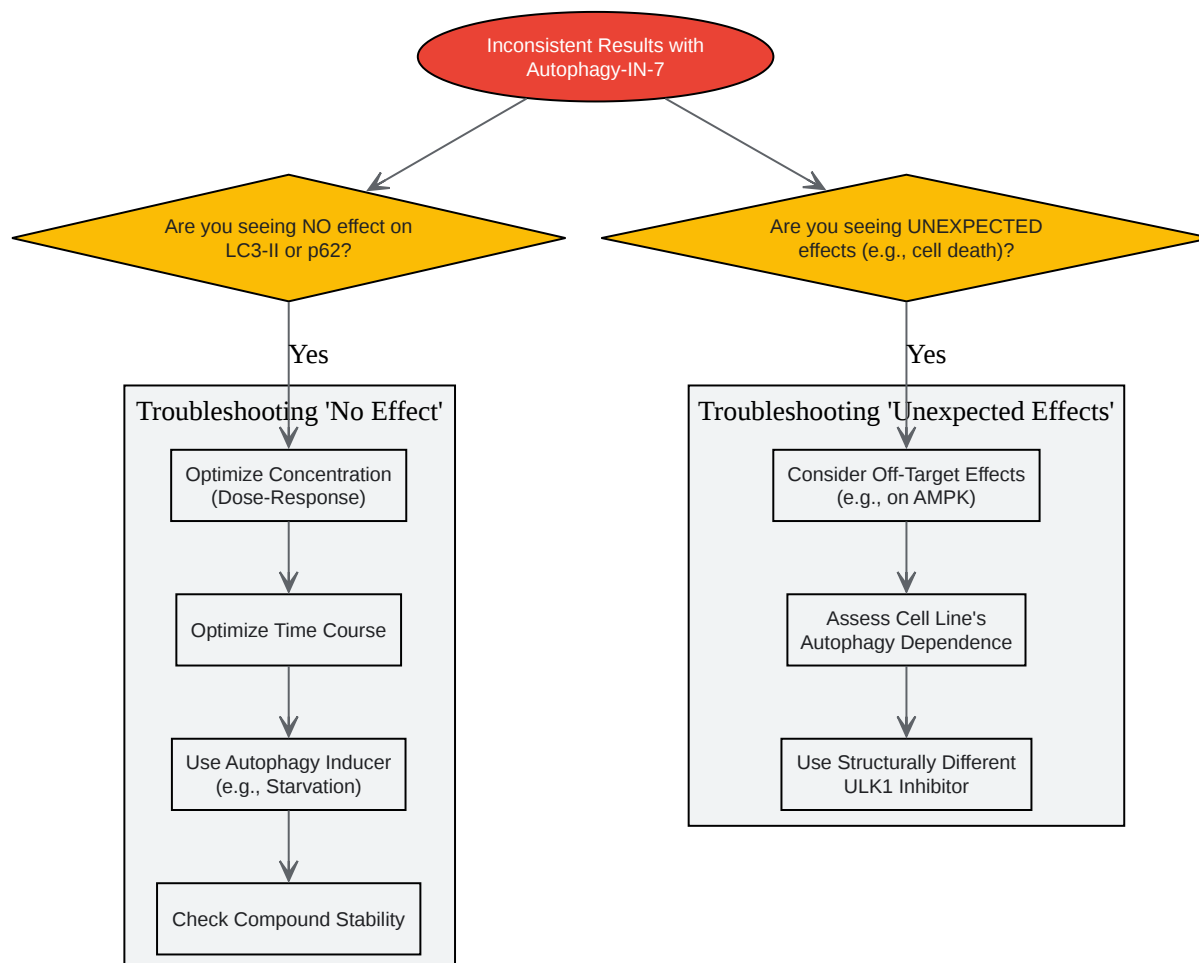 Inconsistent Results with
Autophagy-IN-7
Are you seeing NO effect on
LC3-II or p62?
Are you seeing UNEXPECTED
effects (e.g., cell death)?
Yes
Yes
Troubleshooting 'No Effect'
Optimize Concentration
(Dose-Response)
Optimize Time Course
Use Autophagy Inducer
(e.g., Starvation)
Check Compound Stability
Troubleshooting 'Unexpected Effects'
Consider Off-Target Effects
(e.g., on AMPK)
Assess Cell Line's
Autophagy Dependence
Use Structurally Different
ULK1 Inhibitor